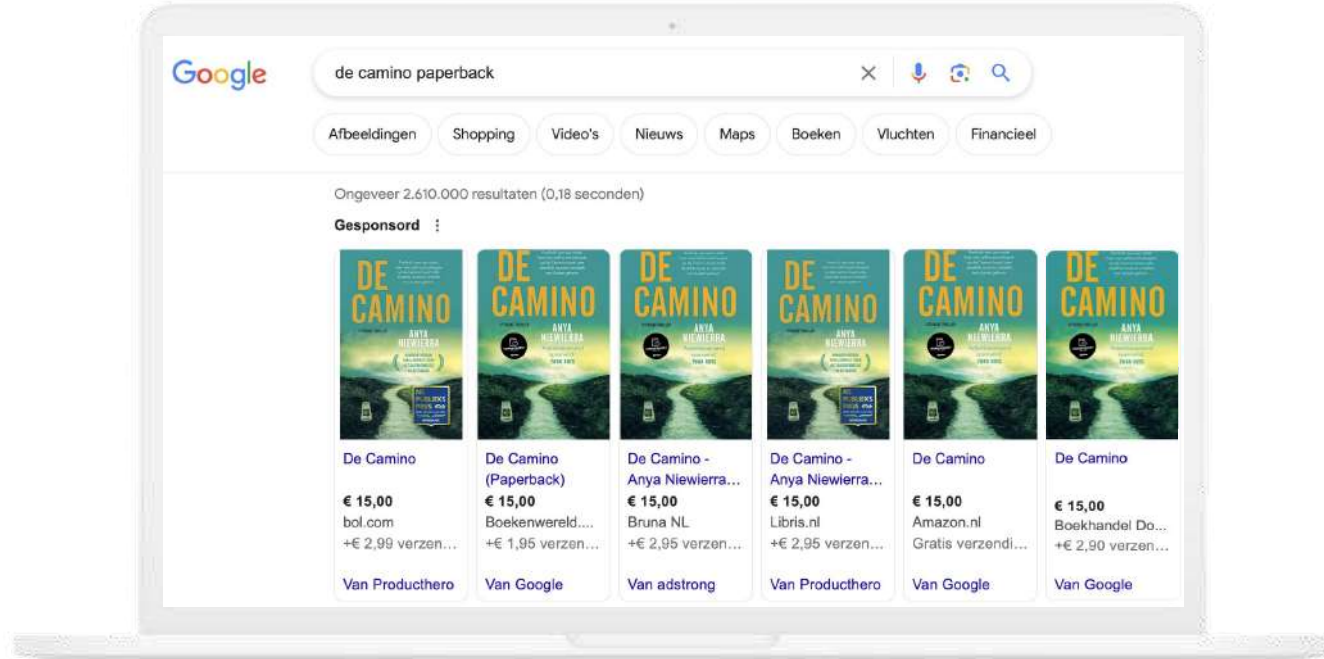 Google
de camino paperback
Afbeeldingen
Shopping
Video's
Nieuws
Maps
Boeken
Vluchten
Financieel
Ongeveer 2.610.000 resultaten (0,18 seconden)
Gesponsord
DE
CAMINO
ANYA
NIEWIERRA
DE
CAMINO
ANYA
NIEWIERRA
DE
CAMINO
ANYA
NIEWIERRA
DE
CAMINO
ANYA
NIEWIERRA
DE
CAMINO
ANYA
NIEWIERRA
DE
CAMINO
ANYA
NIEWIERRA
De Camino
€ 15,00
bol.com
+€ 2,99 verzen...
Van Producthero
De Camino
(Paperback)
€ 15,00
Boekenwereld....
+€ 1,95 verzen...
Van Google
De Camino -
Anya Niewierra...
€ 15,00
Bruna NL
+€ 2,95 verzen...
Van adstrong
De Camino -
Anya Niewierra...
€ 15,00
Libris.nl
+€ 2,95 verzen...
Van Producthero
De Camino
€ 15,00
Amazon.nl
Gratis verzendi...
Van Google
De Camino
€ 15,00
Boekhandel Do...
+€ 2,90 verzen...
Van Google